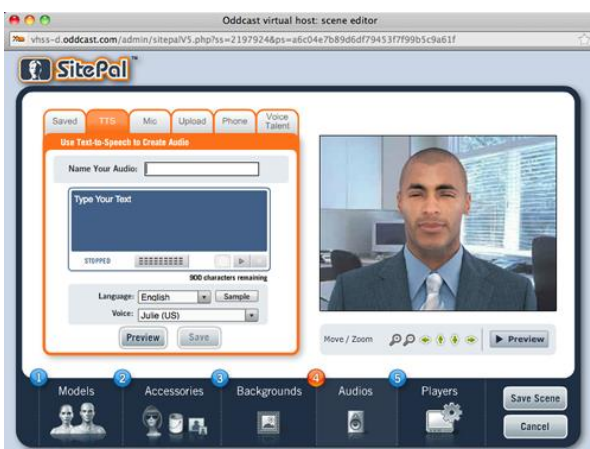 Oddcast virtual host: scene editor
vhss-d.oddcast.com/admin/sitepalV5.php?ss=2197924&ps=a6c04e7b89d6df79453f7f99b5c9a61f
SitePal™
Saved TTS Mic Upload Phone Voice Talent
Use Text-to-Speech to Create Audio
Name Your Audio:
Type Your Text
STOPPED
900 characters remaining
Language: English Sample
Voice: Julie (US)
Preview Save
Move / Zoom Preview
1 2 3 4 5
Models Accessories Backgrounds Audios Players
Save Scene
Cancel